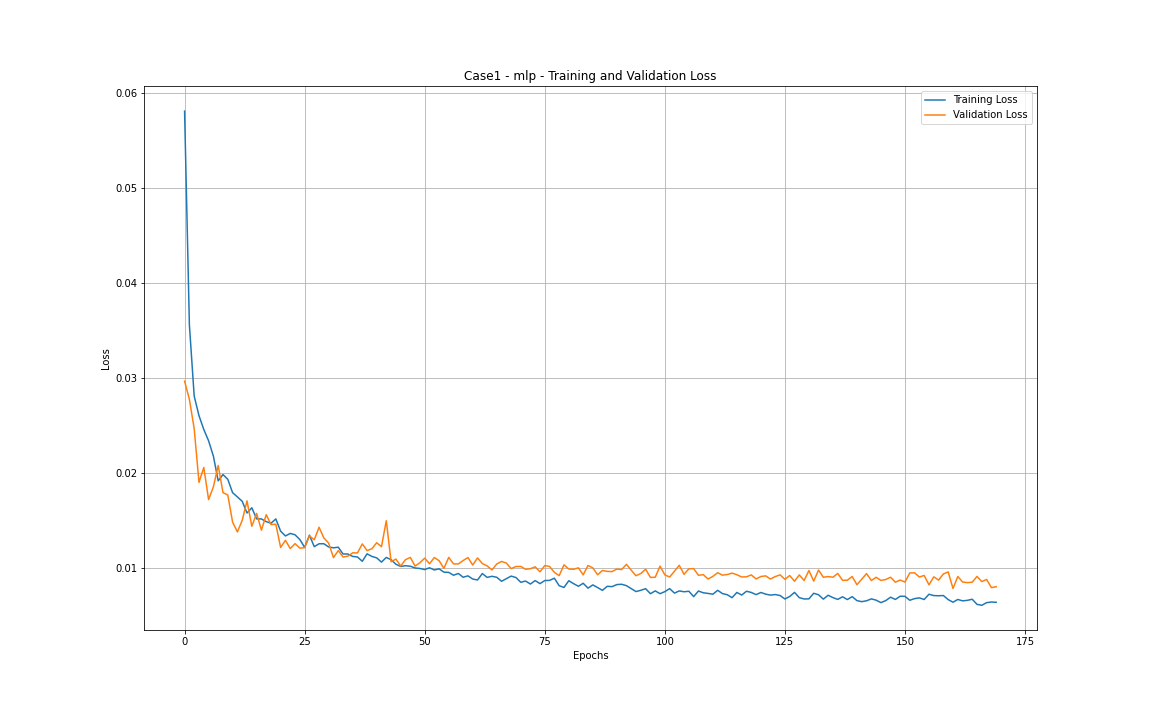 Case1 - mlp - Training and Validation Loss
0.06
0.05
0.04
0.03
0.02
0.01
Loss
Training Loss
Validation Loss
0
25
50
75
100
125
150
175
Epochs